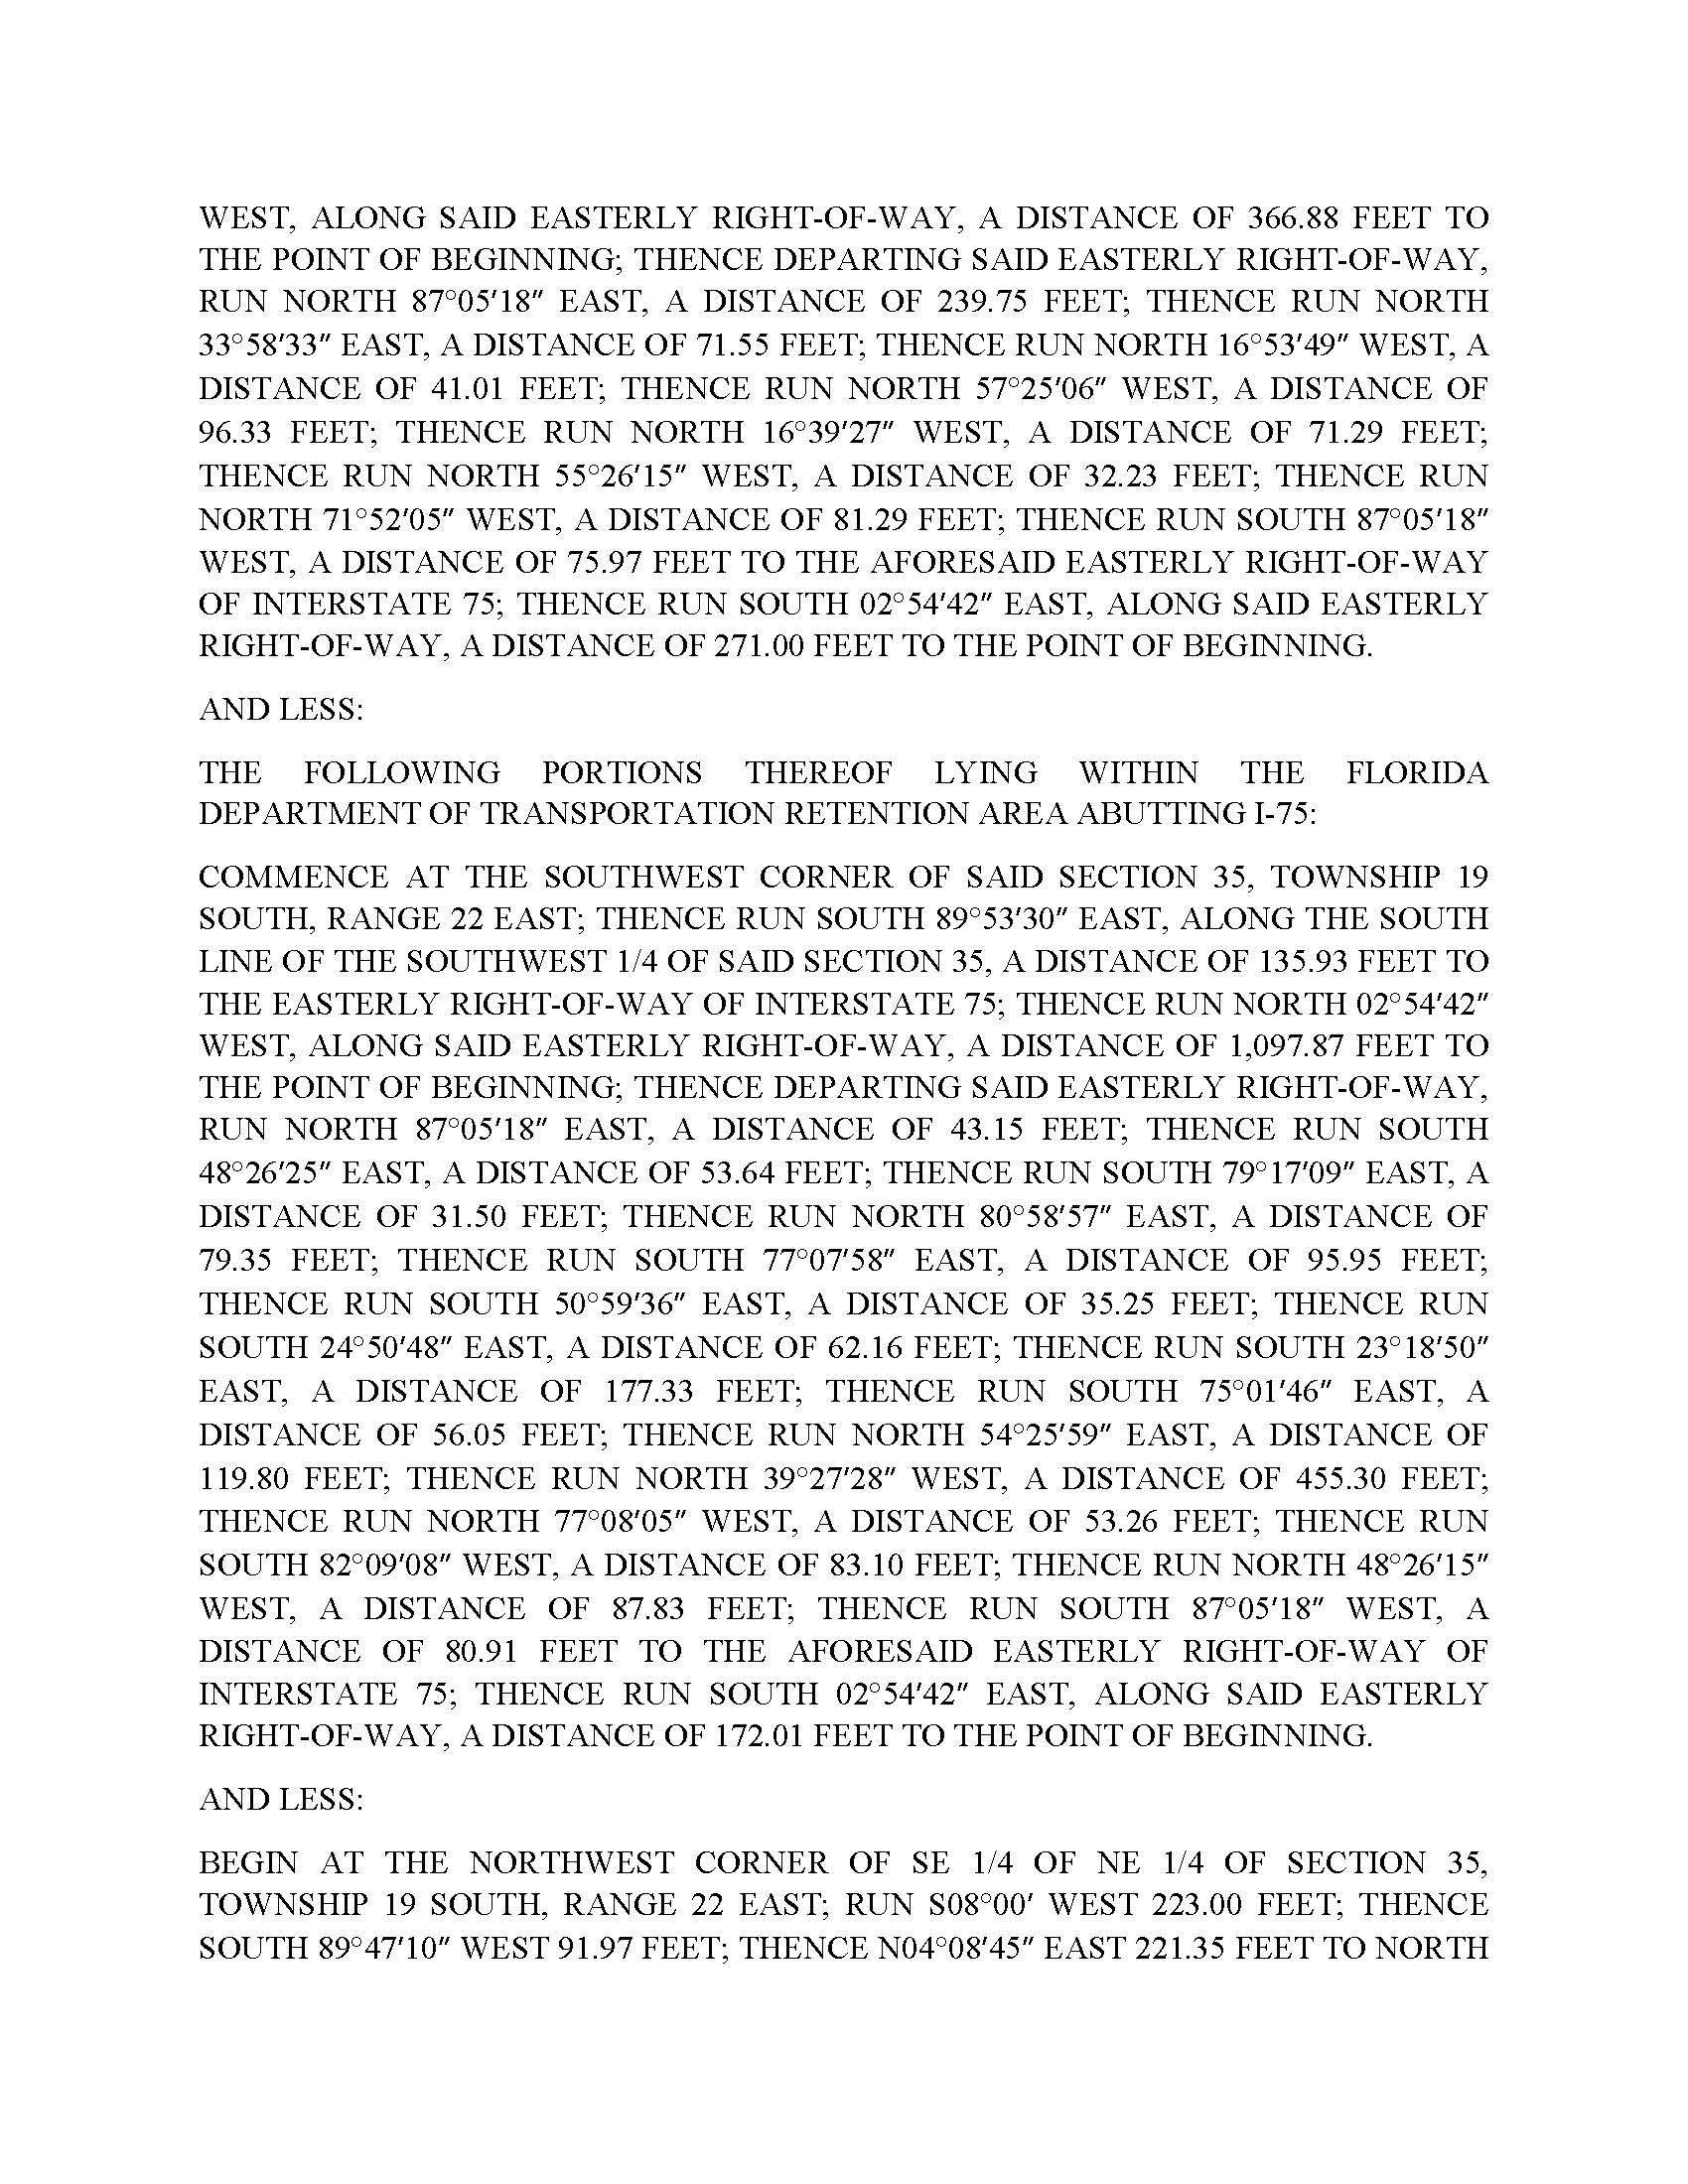 WEST, ALONG SAID EASTERLY RIGHT-OF-WAY, A DISTANCE OF 366.88 FEET TO
THE POINT OF BEGINNING; THENCE DEPARTING SAID EASTERLY RIGHT-OF-WAY,
RUN NORTH 87°05′18″ EAST, A DISTANCE OF 239.75 FEET; THENCE RUN NORTH
33°58′33″ EAST, A DISTANCE OF 71.55 FEET; THENCE RUN NORTH 16°53′49″ WEST, A
DISTANCE OF 41.01 FEET; THENCE RUN NORTH 57°25′06″ WEST, A DISTANCE OF
96.33 FEET; THENCE RUN NORTH 16°39′27″ WEST, A DISTANCE OF 71.29 FEET;
THENCE RUN NORTH 55°26′15″ WEST, A DISTANCE OF 32.23 FEET; THENCE RUN
NORTH 71°52′05″ WEST, A DISTANCE OF 81.29 FEET; THENCE RUN SOUTH 87°05′18″
WEST, A DISTANCE OF 75.97 FEET TO THE AFORESAID EASTERLY RIGHT-OF-WAY
OF INTERSTATE 75; THENCE RUN SOUTH 02°54′42″ EAST, ALONG SAID EASTERLY
RIGHT-OF-WAY, A DISTANCE OF 271.00 FEET TO THE POINT OF BEGINNING.
AND LESS:
THE FOLLOWING PORTIONS THEREOF LYING WITHIN THE FLORIDA
DEPARTMENT OF TRANSPORTATION RETENTION AREA ABUTTING I-75:
COMMENCE AT THE SOUTHWEST CORNER OF SAID SECTION 35, TOWNSHIP 19
SOUTH, RANGE 22 EAST; THENCE RUN SOUTH 89°53′30″ EAST, ALONG THE SOUTH
LINE OF THE SOUTHWEST 1/4 OF SAID SECTION 35, A DISTANCE OF 135.93 FEET TO
THE EASTERLY RIGHT-OF-WAY OF INTERSTATE 75; THENCE RUN NORTH 02°54′42″
WEST, ALONG SAID EASTERLY RIGHT-OF-WAY, A DISTANCE OF 1,097.87 FEET TO
THE POINT OF BEGINNING; THENCE DEPARTING SAID EASTERLY RIGHT-OF-WAY,
RUN NORTH 87°05′18″ EAST, A DISTANCE OF 43.15 FEET; THENCE RUN SOUTH
48°26′25″ EAST, A DISTANCE OF 53.64 FEET; THENCE RUN SOUTH 79°17′09″ EAST, A
DISTANCE OF 31.50 FEET; THENCE RUN NORTH 80°58′57″ EAST, A DISTANCE OF
79.35 FEET; THENCE RUN SOUTH 77°07′58″ EAST, A DISTANCE OF 95.95 FEET;
THENCE RUN SOUTH 50°59′36″ EAST, A DISTANCE OF 35.25 FEET; THENCE RUN
SOUTH 24°50′48″ EAST, A DISTANCE OF 62.16 FEET; THENCE RUN SOUTH 23°18′50″
EAST, A DISTANCE OF 177.33 FEET; THENCE RUN SOUTH 75°01′46″ EAST, A
DISTANCE OF 56.05 FEET; THENCE RUN NORTH 54°25′59″ EAST, A DISTANCE OF
119.80 FEET; THENCE RUN NORTH 39°27′28″ WEST, A DISTANCE OF 455.30 FEET;
THENCE RUN NORTH 77°08′05″ WEST, A DISTANCE OF 53.26 FEET; THENCE RUN
SOUTH 82°09′08″ WEST, A DISTANCE OF 83.10 FEET; THENCE RUN NORTH 48°26′15″
WEST, A DISTANCE OF 87.83 FEET; THENCE RUN SOUTH 87°05′18″ WEST, A
DISTANCE OF 80.91 FEET TO THE AFORESAID EASTERLY RIGHT-OF-WAY OF
INTERSTATE 75; THENCE RUN SOUTH 02°54′42″ EAST, ALONG SAID EASTERLY
RIGHT-OF-WAY, A DISTANCE OF 172.01 FEET TO THE POINT OF BEGINNING.
AND LESS:
BEGIN AT THE NORTHWEST CORNER OF SE 1/4 OF NE 1/4 OF SECTION 35,
TOWNSHIP 19 SOUTH, RANGE 22 EAST; RUN S08°00′ WEST 223.00 FEET; THENCE
SOUTH 89°47′10″ WEST 91.97 FEET; THENCE N04°08′45″ EAST 221.35 FEET TO NORTH